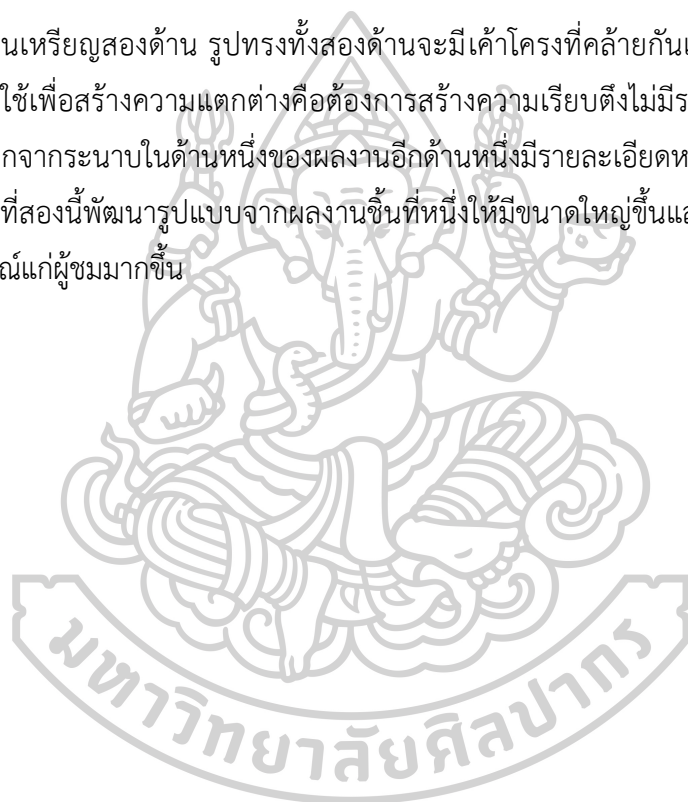 นเหรียญสองด้าน รูปทรงทั้งสองด้านจะมีเค้าโครงที่คล้ายกัน
ใช้เพื่อสร้างความแตกต่างคือต้องการสร้างความเรียบตึงไม่มีร
กจากระนาบในด้านหนึ่งของผลงานอีกด้านหนึ่งมีรายละเอียดห
ที่สองนี้พัฒนารูปแบบจากผลงานชิ้นที่หนึ่งให้มีขนาดใหญ่ขึ้นแล
ณ์แก่ผู้ชมมากขึ้น
มหาวิทยาลัยศิลปากร